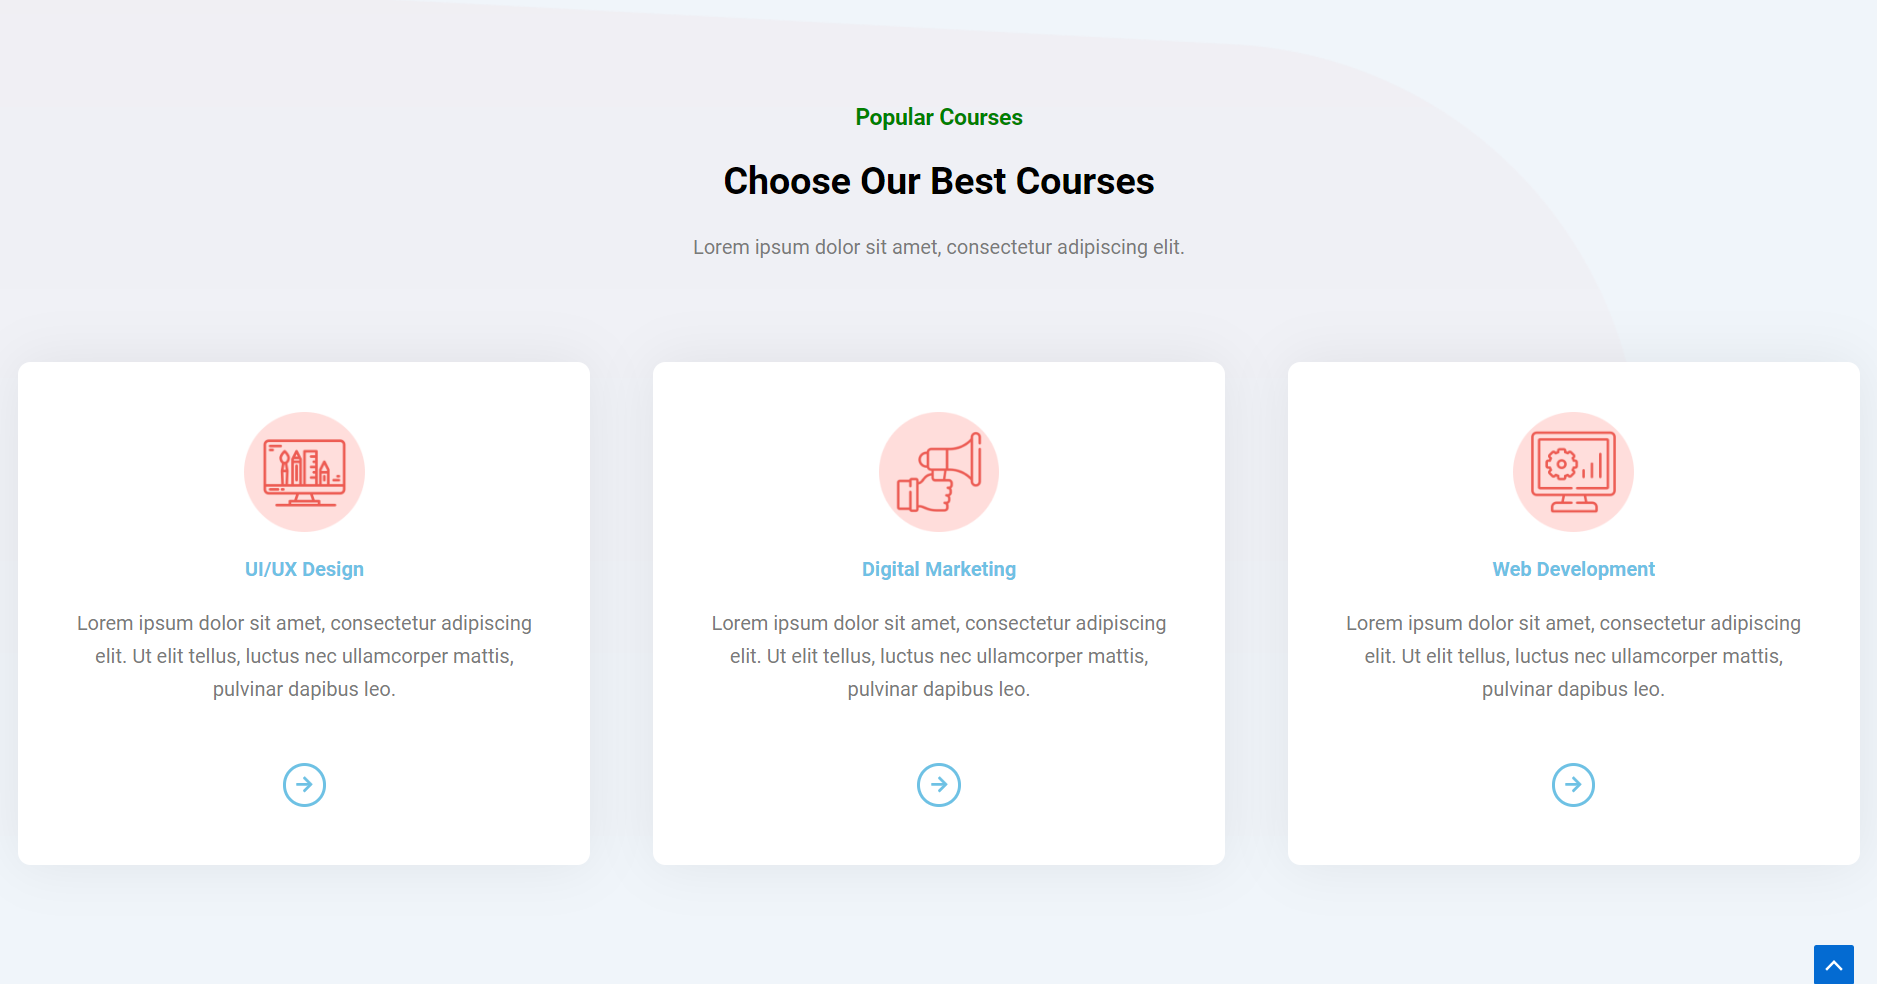 Popular Courses
Choose Our Best Courses
Lorem ipsum dolor sit amet, consectetur adipiscing elit.
UI/UX Design
Lorem ipsum dolor sit amet, consectetur adipiscing
elit. Ut elit tellus, luctus nec ullamcorper mattis,
pulvinar dapibus leo.
Digital Marketing
Lorem ipsum dolor sit amet, consectetur adipiscing
elit. Ut elit tellus, luctus nec ullamcorper mattis,
pulvinar dapibus leo.
Web Development
Lorem ipsum dolor sit amet, consectetur adipiscing
elit. Ut elit tellus, luctus nec ullamcorper mattis,
pulvinar dapibus leo.